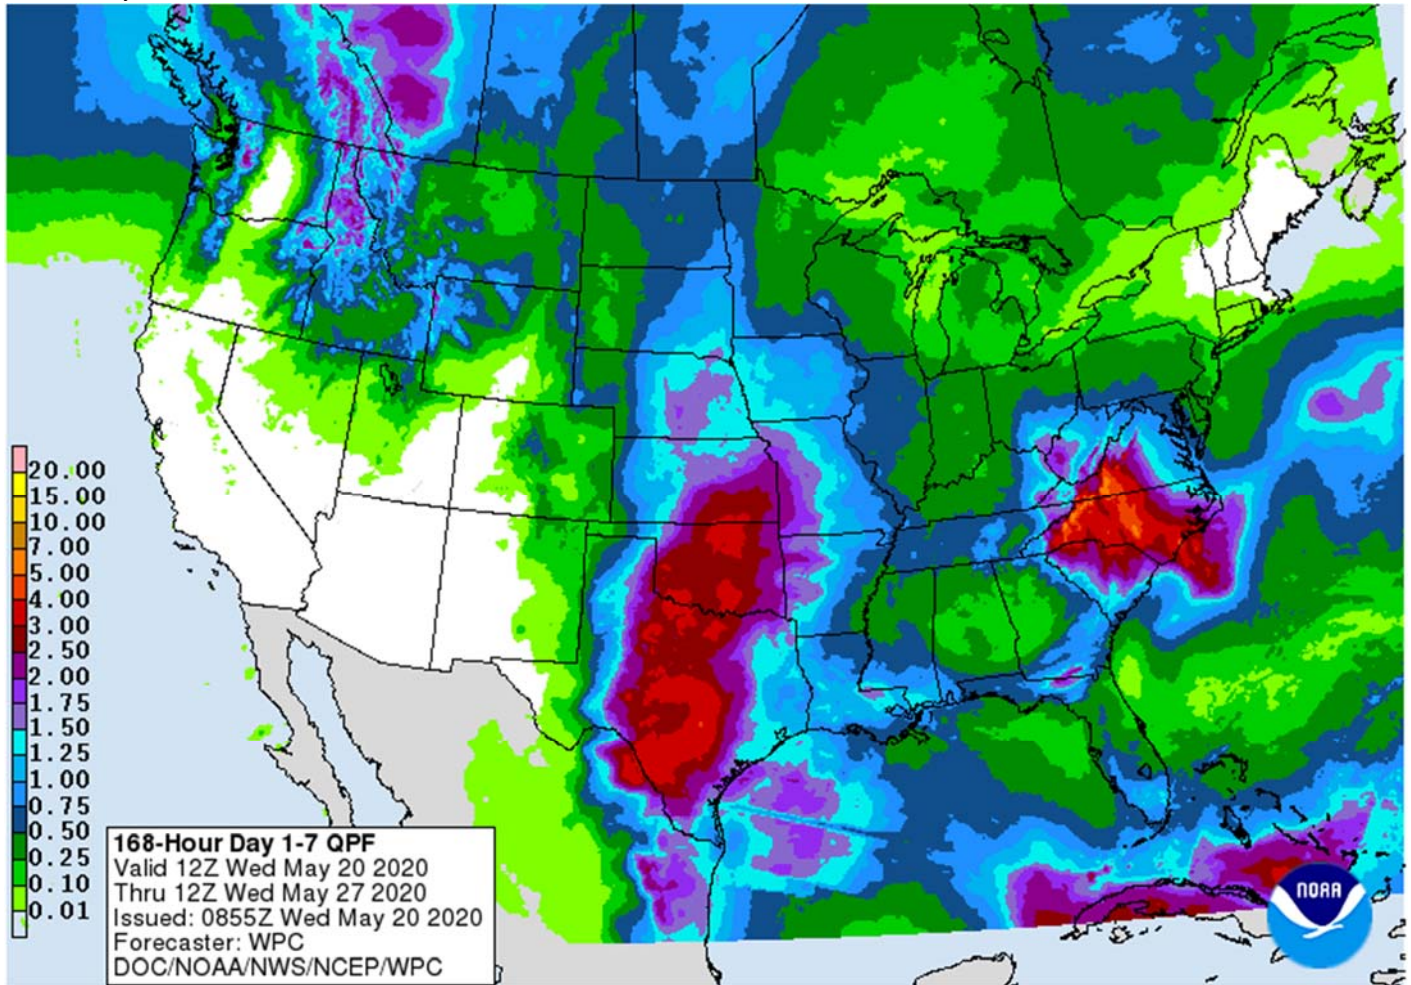 20.00
15.00
10.00
7.00
5.00
4.00
3.00
2.50
2.00
1.75
1.50
1.25
1.00
0.75
0.50
0.25
0.10
0.01
168-Hour Day 1-7 QPF
Valid 12Z Wed May 20 2020
Thru 12Z Wed May 27 2020
Issued: 0855Z Wed May 20 2020
Forecaster: WPC
DOC/NOAA/NWS/NCEP/WPC
NOAA